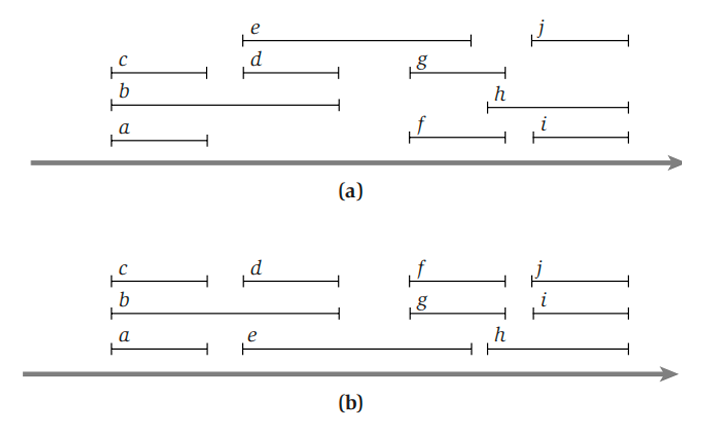 e j
c d g
b h
a f i
(a)
c d f j
b g i
a e h
(b)